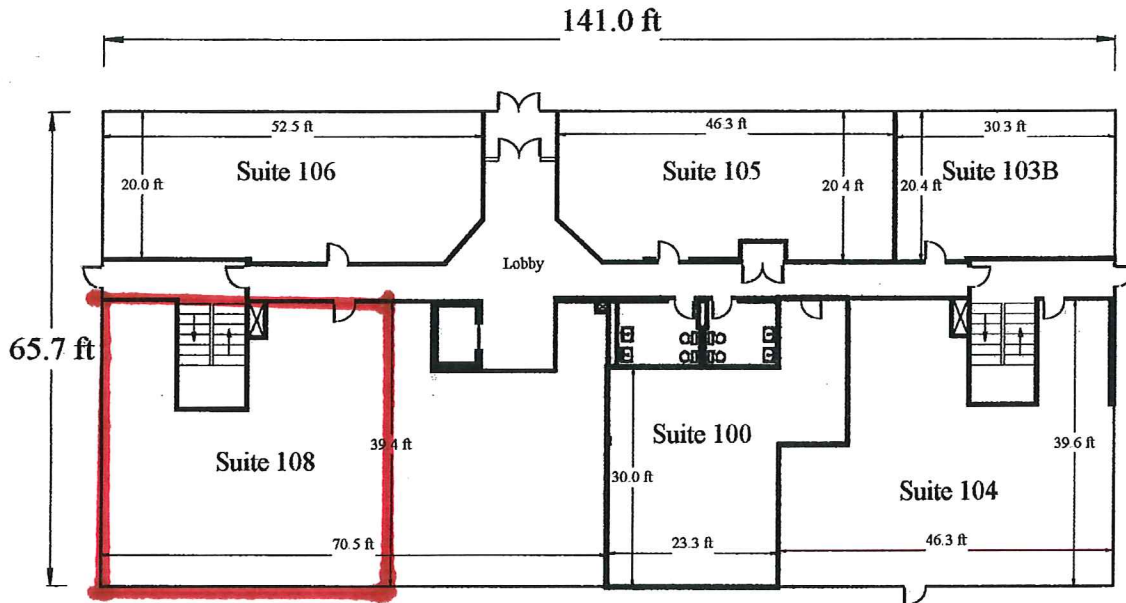 141.0 ft
52.5 ft
46.3 ft
30.3 ft
Suite 106
Suite 105
Suite 103B
20.0 ft
20.4 ft
20.4 ft
Lobby
65.7 ft
39.4 ft
Suite 100
39.6 ft
Suite 108
30.0 ft
Suite 104
70.5 ft
23.3 ft
46.3 ft